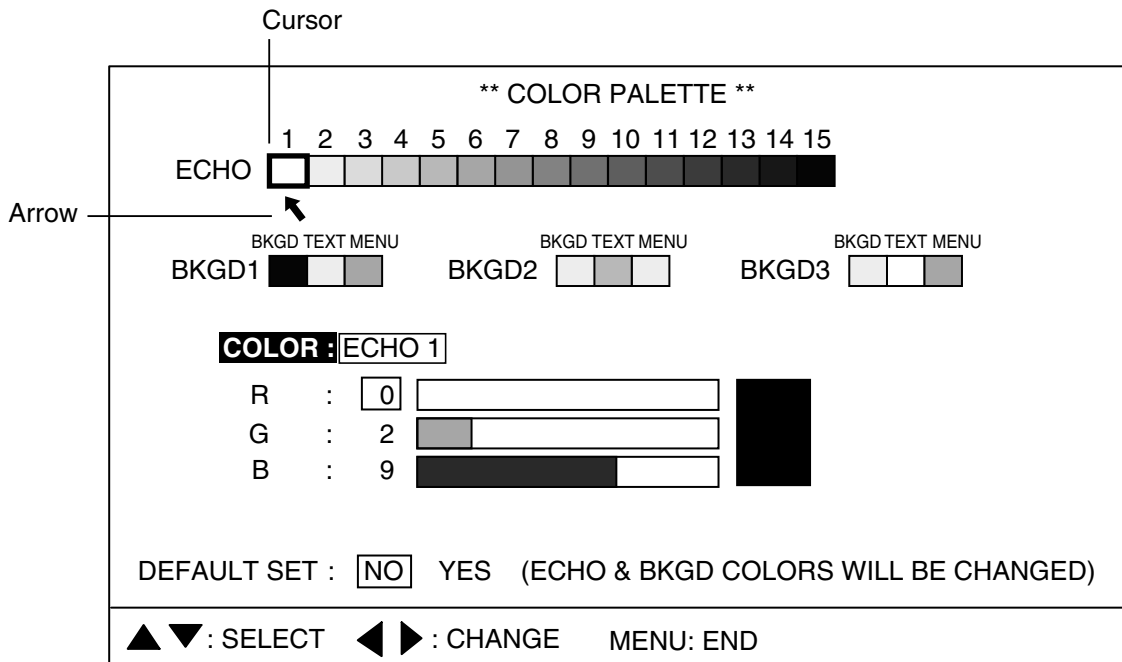 Cursor
** COLOR PALETTE **
1 2 3 4 5 6 7 8 9 10 11 12 13 14 15
ECHO
Arrow
BKGD TEXT MENU BKGD TEXT MENU BKGD TEXT MENU
BKGD1 BKGD2 BKGD3
COLOR : ECHO 1
R : 0
G : 2
B : 9
DEFAULT SET : NO YES (ECHO & BKGD COLORS WILL BE CHANGED)
▲ ▼ : SELECT ◀ ▶ : CHANGE MENU: END